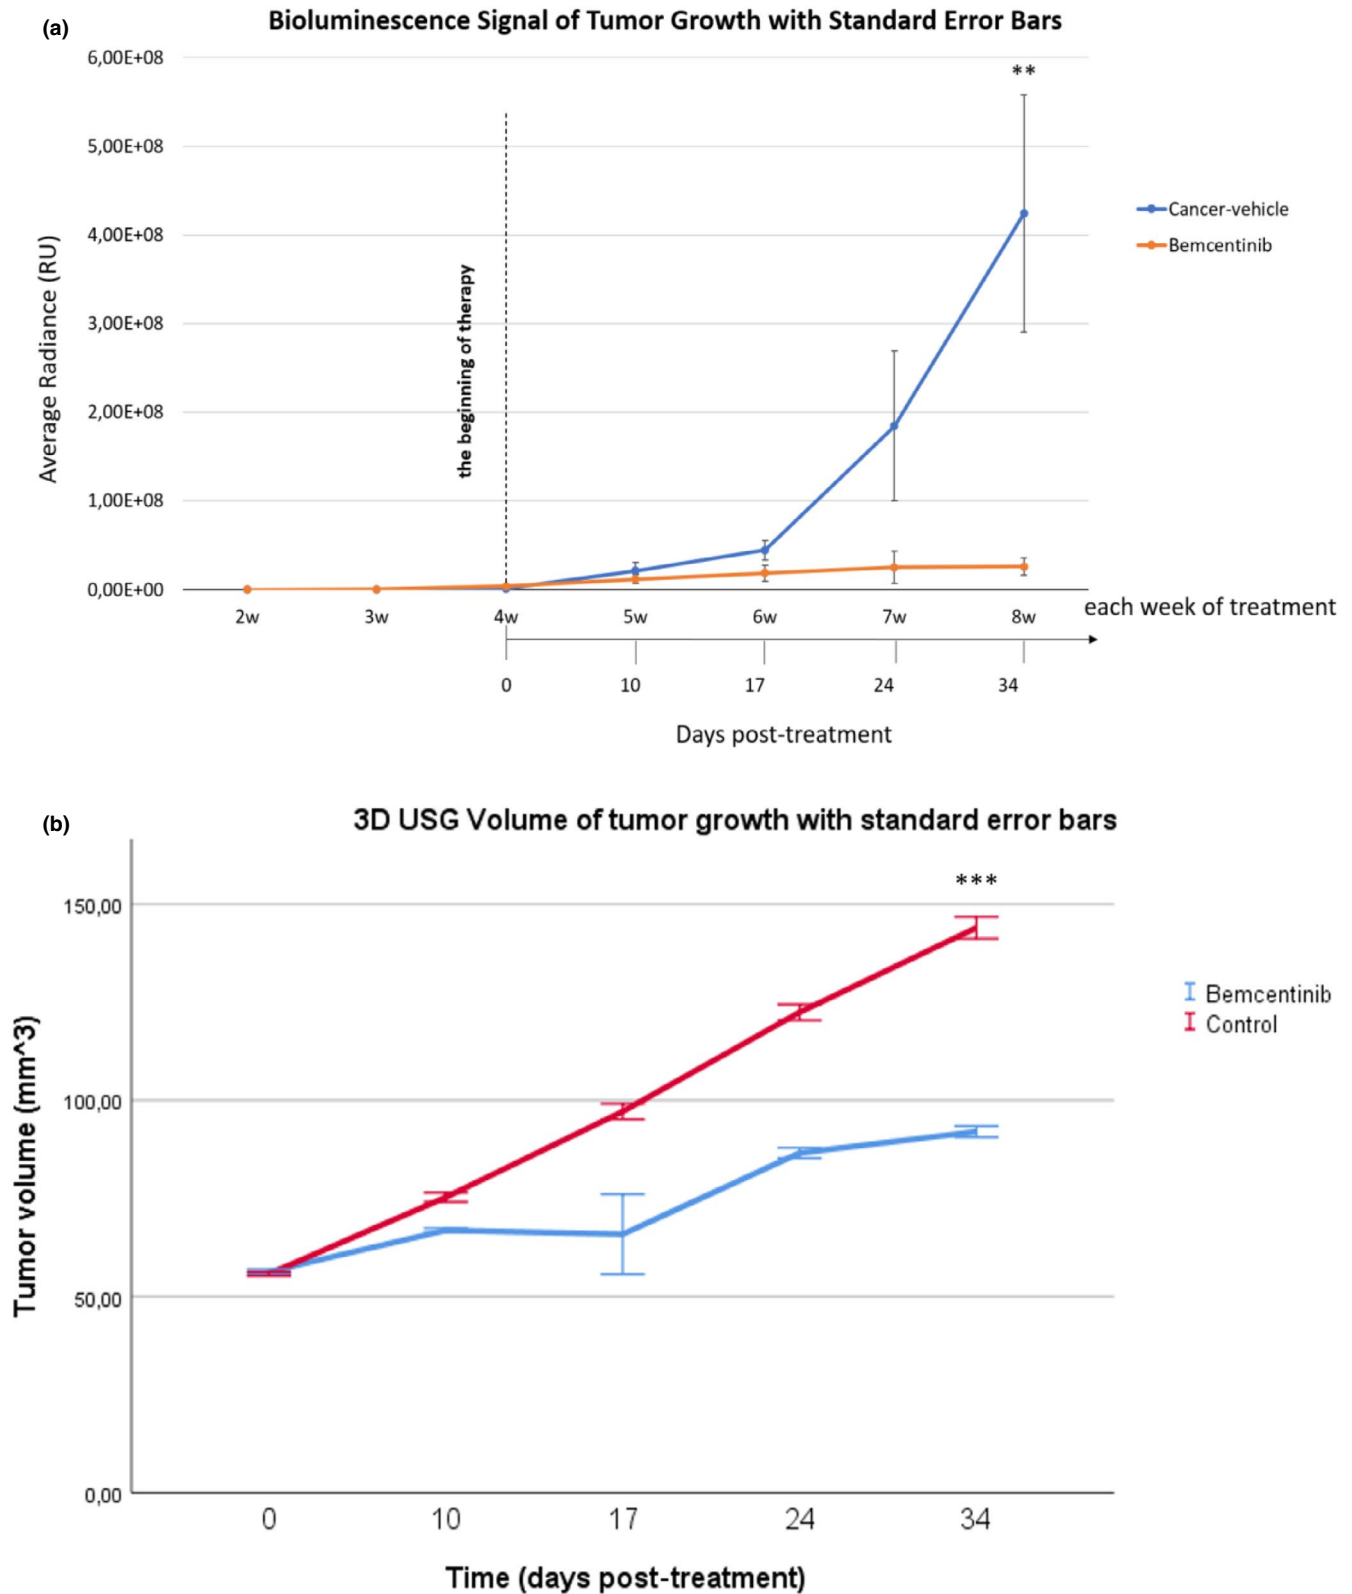 (a)
Bioluminescence Signal of Tumor Growth with Standard Error Bars
6,00E+08
**
5,00E+08
4,00E+08
3,00E+08
2,00E+08
1,00E+08
0,00E+00
Average Radiance (RU)
the beginning of therapy
Cancer-vehicle
Bemcentinib
2w 3w 4w 5w 6w 7w 8w
each week of treatment
0 10 17 24 34
Days post-treatment
(b)
3D USG Volume of tumor growth with standard error bars
***
150,00
100,00
50,00
0,00
Tumor volume (mm^3)
Bemcentinib
Control
0 10 17 24 34
Time (days post-treatment)